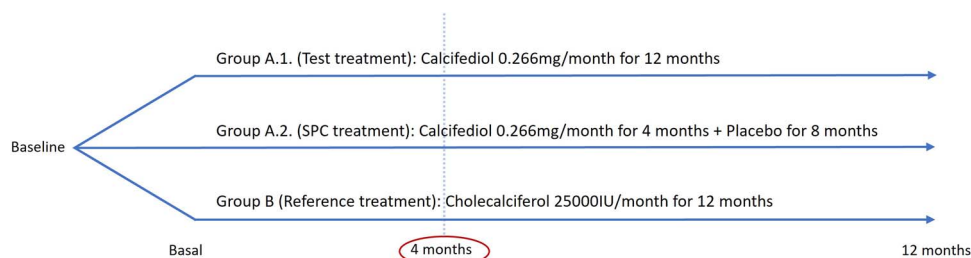 Group A.1. (Test treatment): Calcifediol 0.266mg/month for 12 months
Group A.2. (SPC treatment): Calcifediol 0.266mg/month for 4 months + Placebo for 8 months
Baseline
Group B (Reference treatment): Cholecalciferol 25000IU/month for 12 months
Basal
4 months
12 months